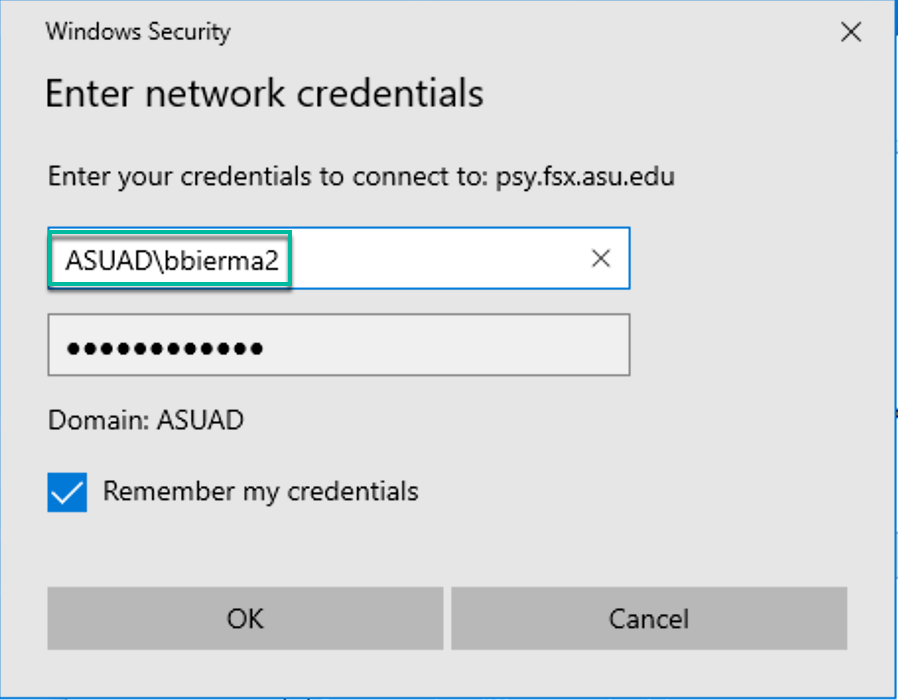 Windows Security
Enter network credentials
Enter your credentials to connect to: psy.fsx.asu.edu
ASUAD\bbierma2
●●●●●●●●●●●●
Domain: ASUAD
Remember my credentials
OK
Cancel